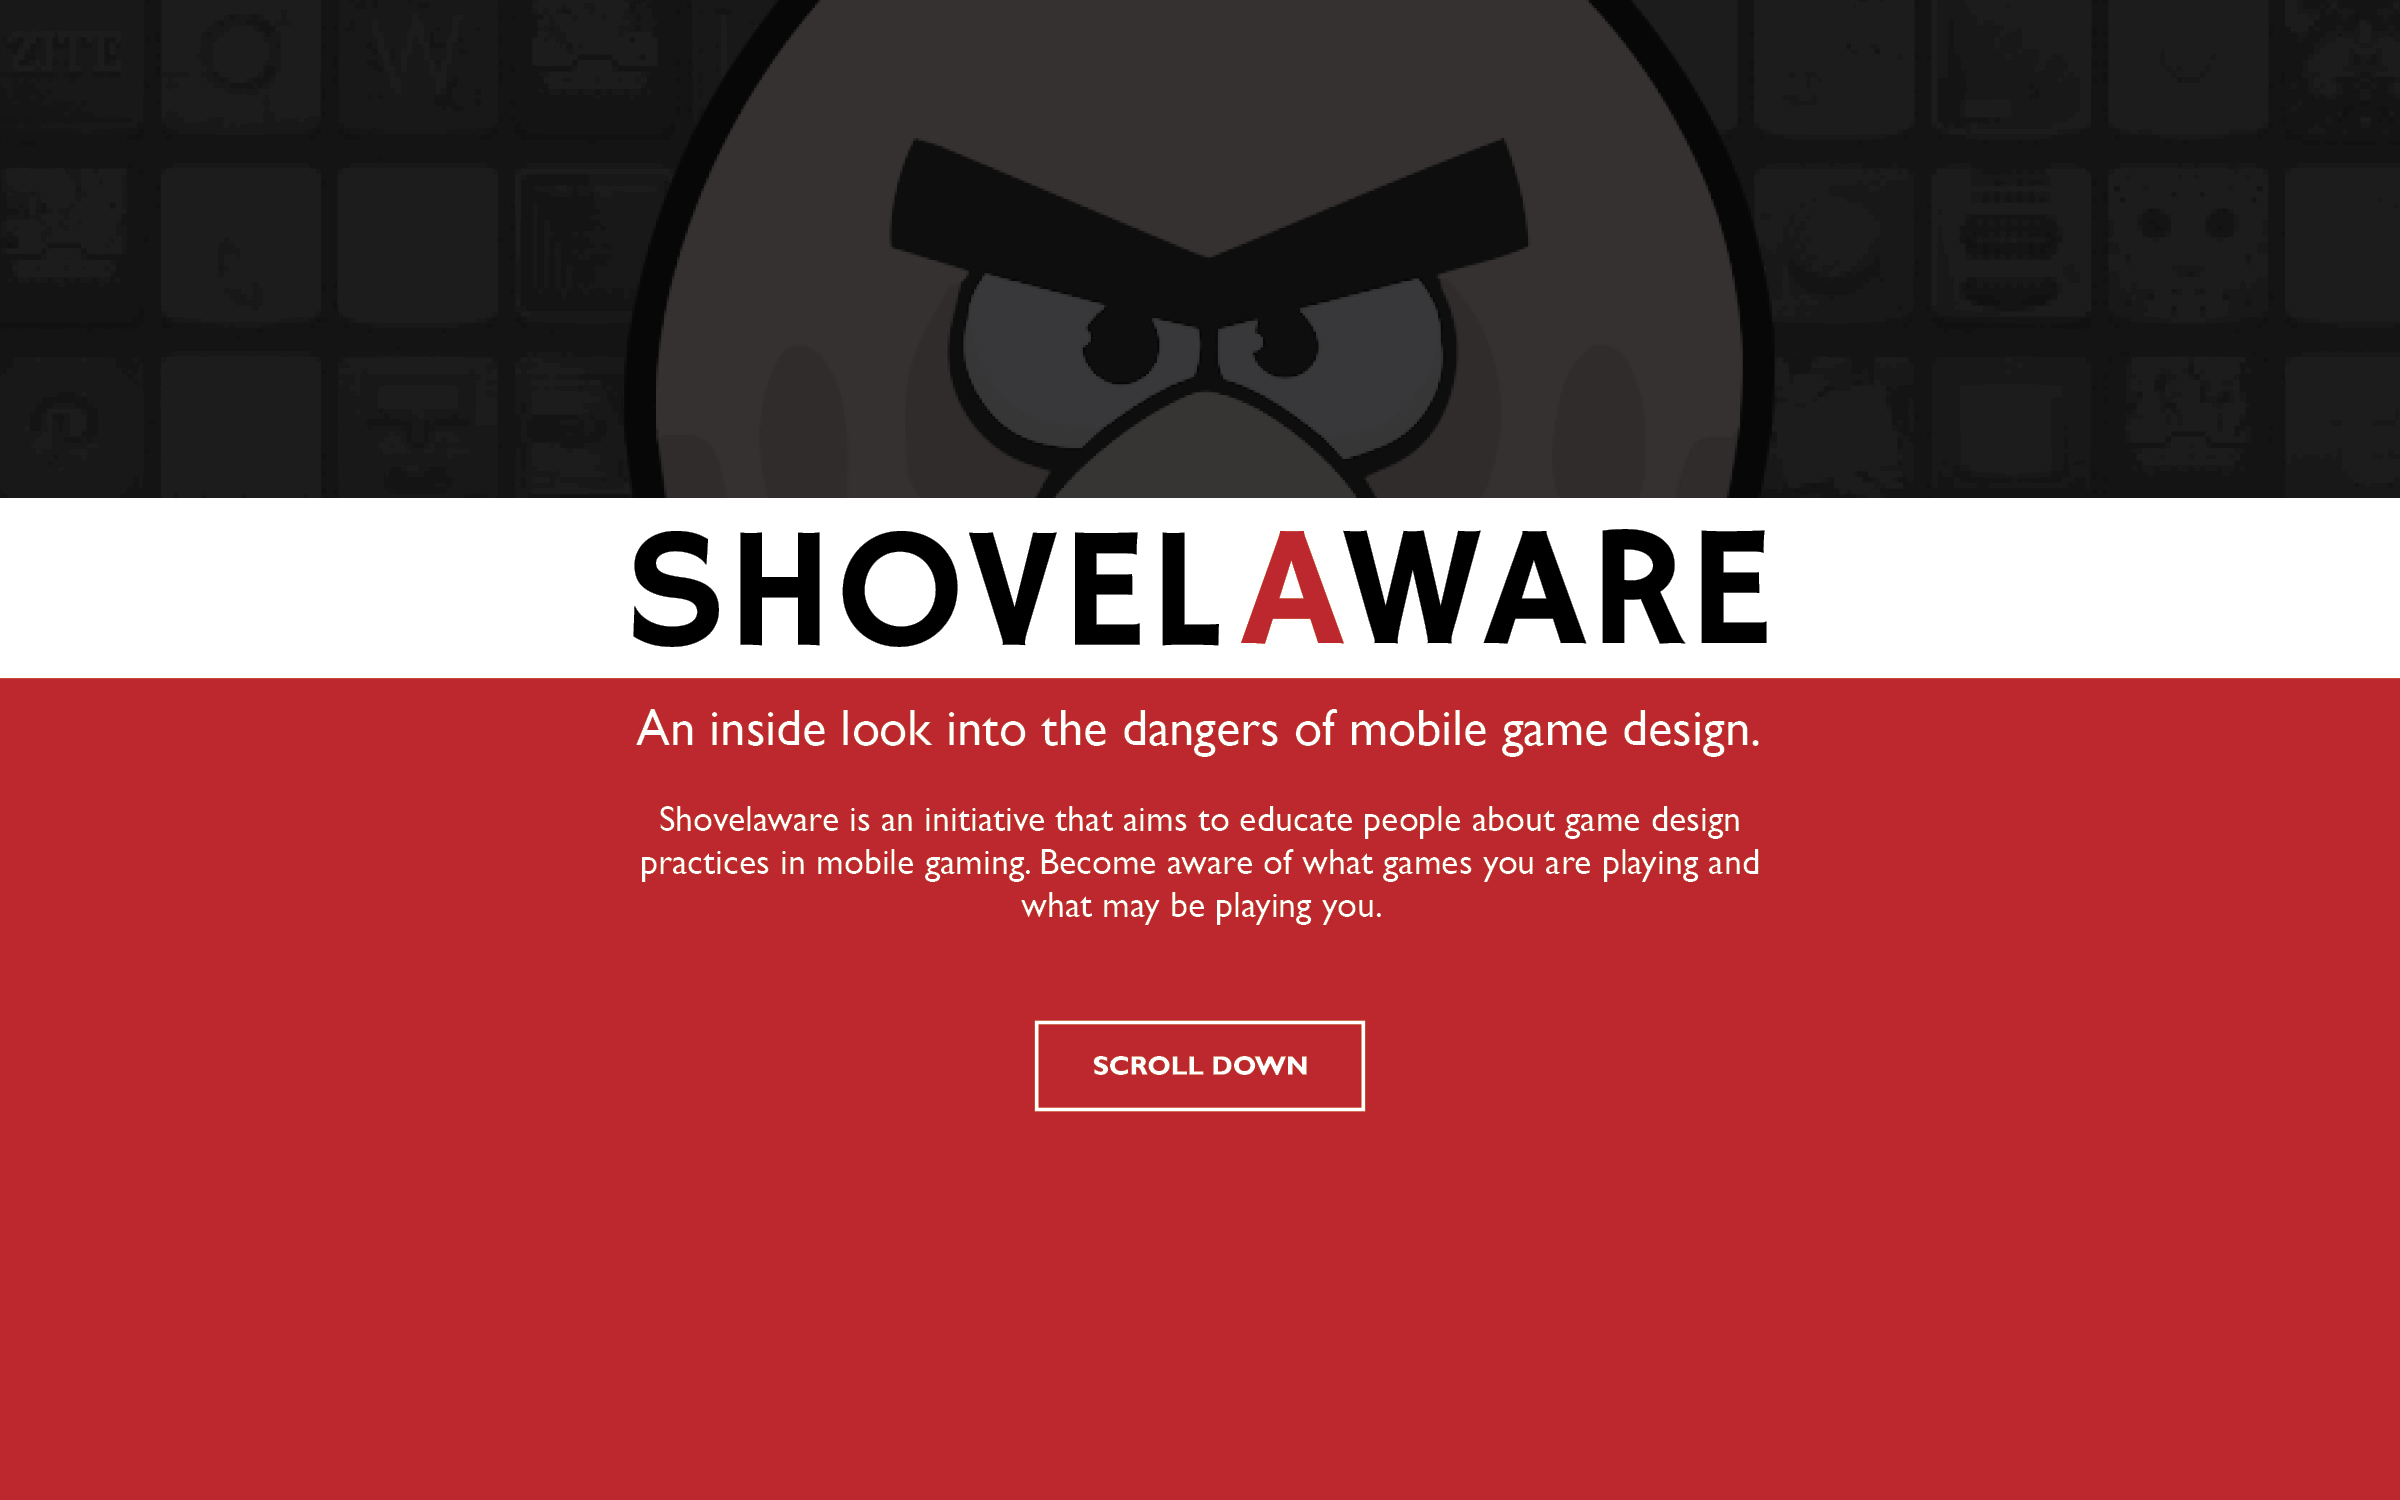 ZITE
SHOVELAWARE
An inside look into the dangers of mobile game design.
Shovelaware is an initiative that aims to educate people about game design
practices in mobile gaming. Become aware of what games you are playing and
what may be playing you.
SCROLL DOWN